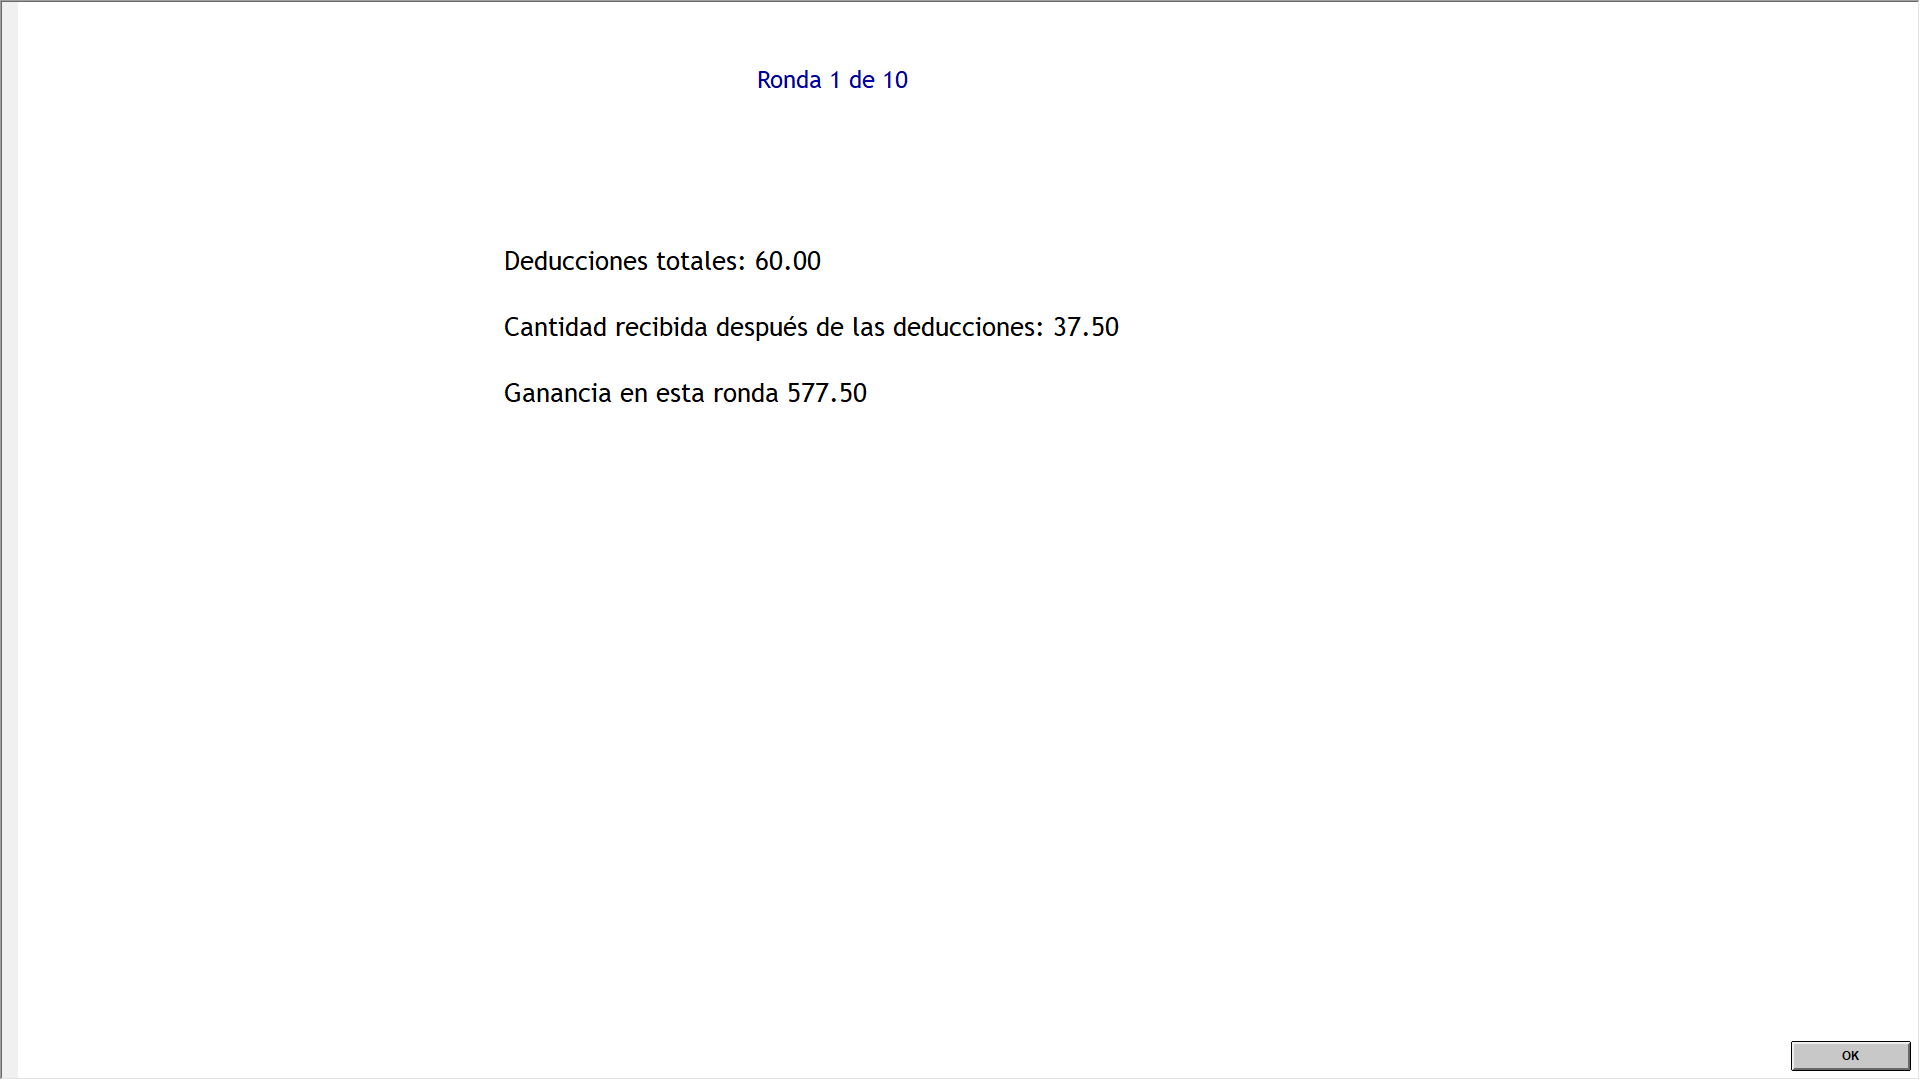 Ronda 1 de 10
Deducciones totales: 60.00
Cantidad recibida después de las deducciones: 37.50
Ganancia en esta ronda 577.50
OK